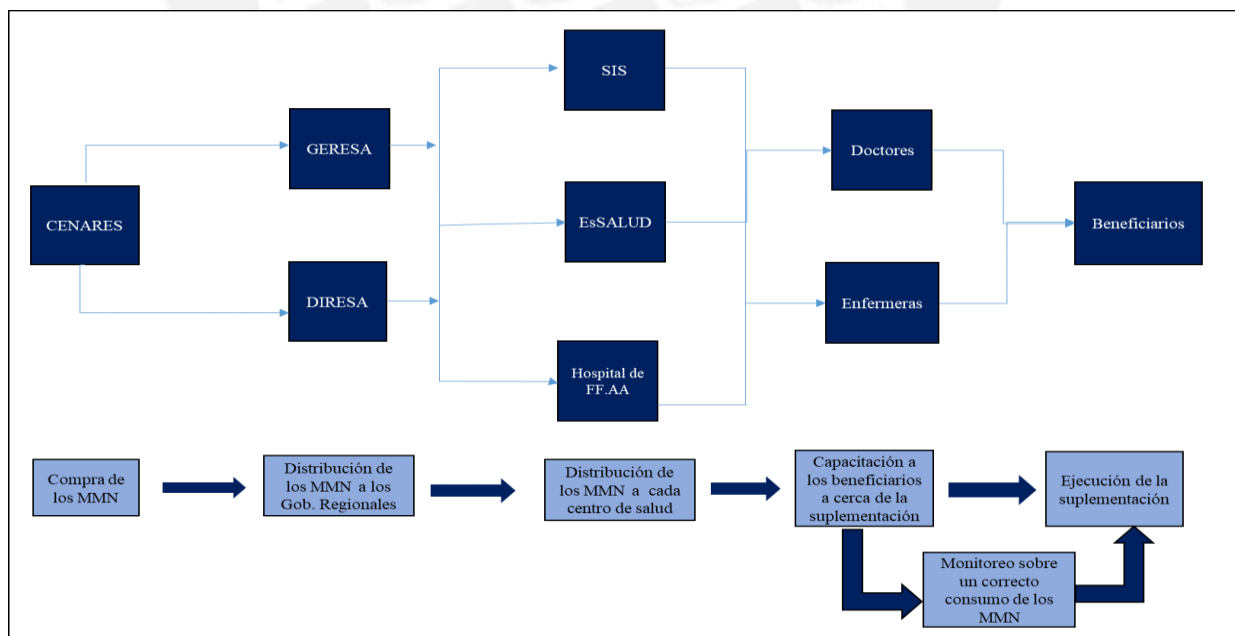 SIS
GERESA
Doctores
CENARES
EsSALUD
Beneficiarios
DIRESA
Enfermeras
Hospital de
FF.AA
Compra de
los MMN
Distribución de
los MMN a los
Gob. Regionales
Distribución de
los MMN a cada
centro de salud
Capacitación a
los beneficiarios
a cerca de la
suplementación
Ejecución de la
suplementación
Monitoreo sobre
un correcto
consumo de los
MMN